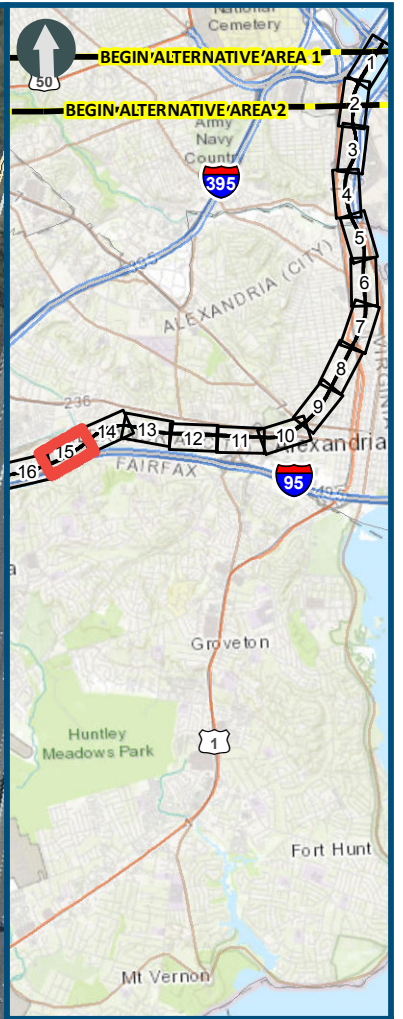 National
Cemetery
1
50
BEGIN ALTERNATIVE AREA 1
2
BEGIN ALTERNATIVE AREA 2
Army
Navy
Country
3
395
4
5
395
ALEXANDRIA (CITY)
6
7
VIRGINIA
8
236
9
14
13
12
11
10
Alexandria
15
16
FAIRFAX
95
495
Groveton
1
Huntley
Meadows Park
Fort Hunt
Mt Vernon